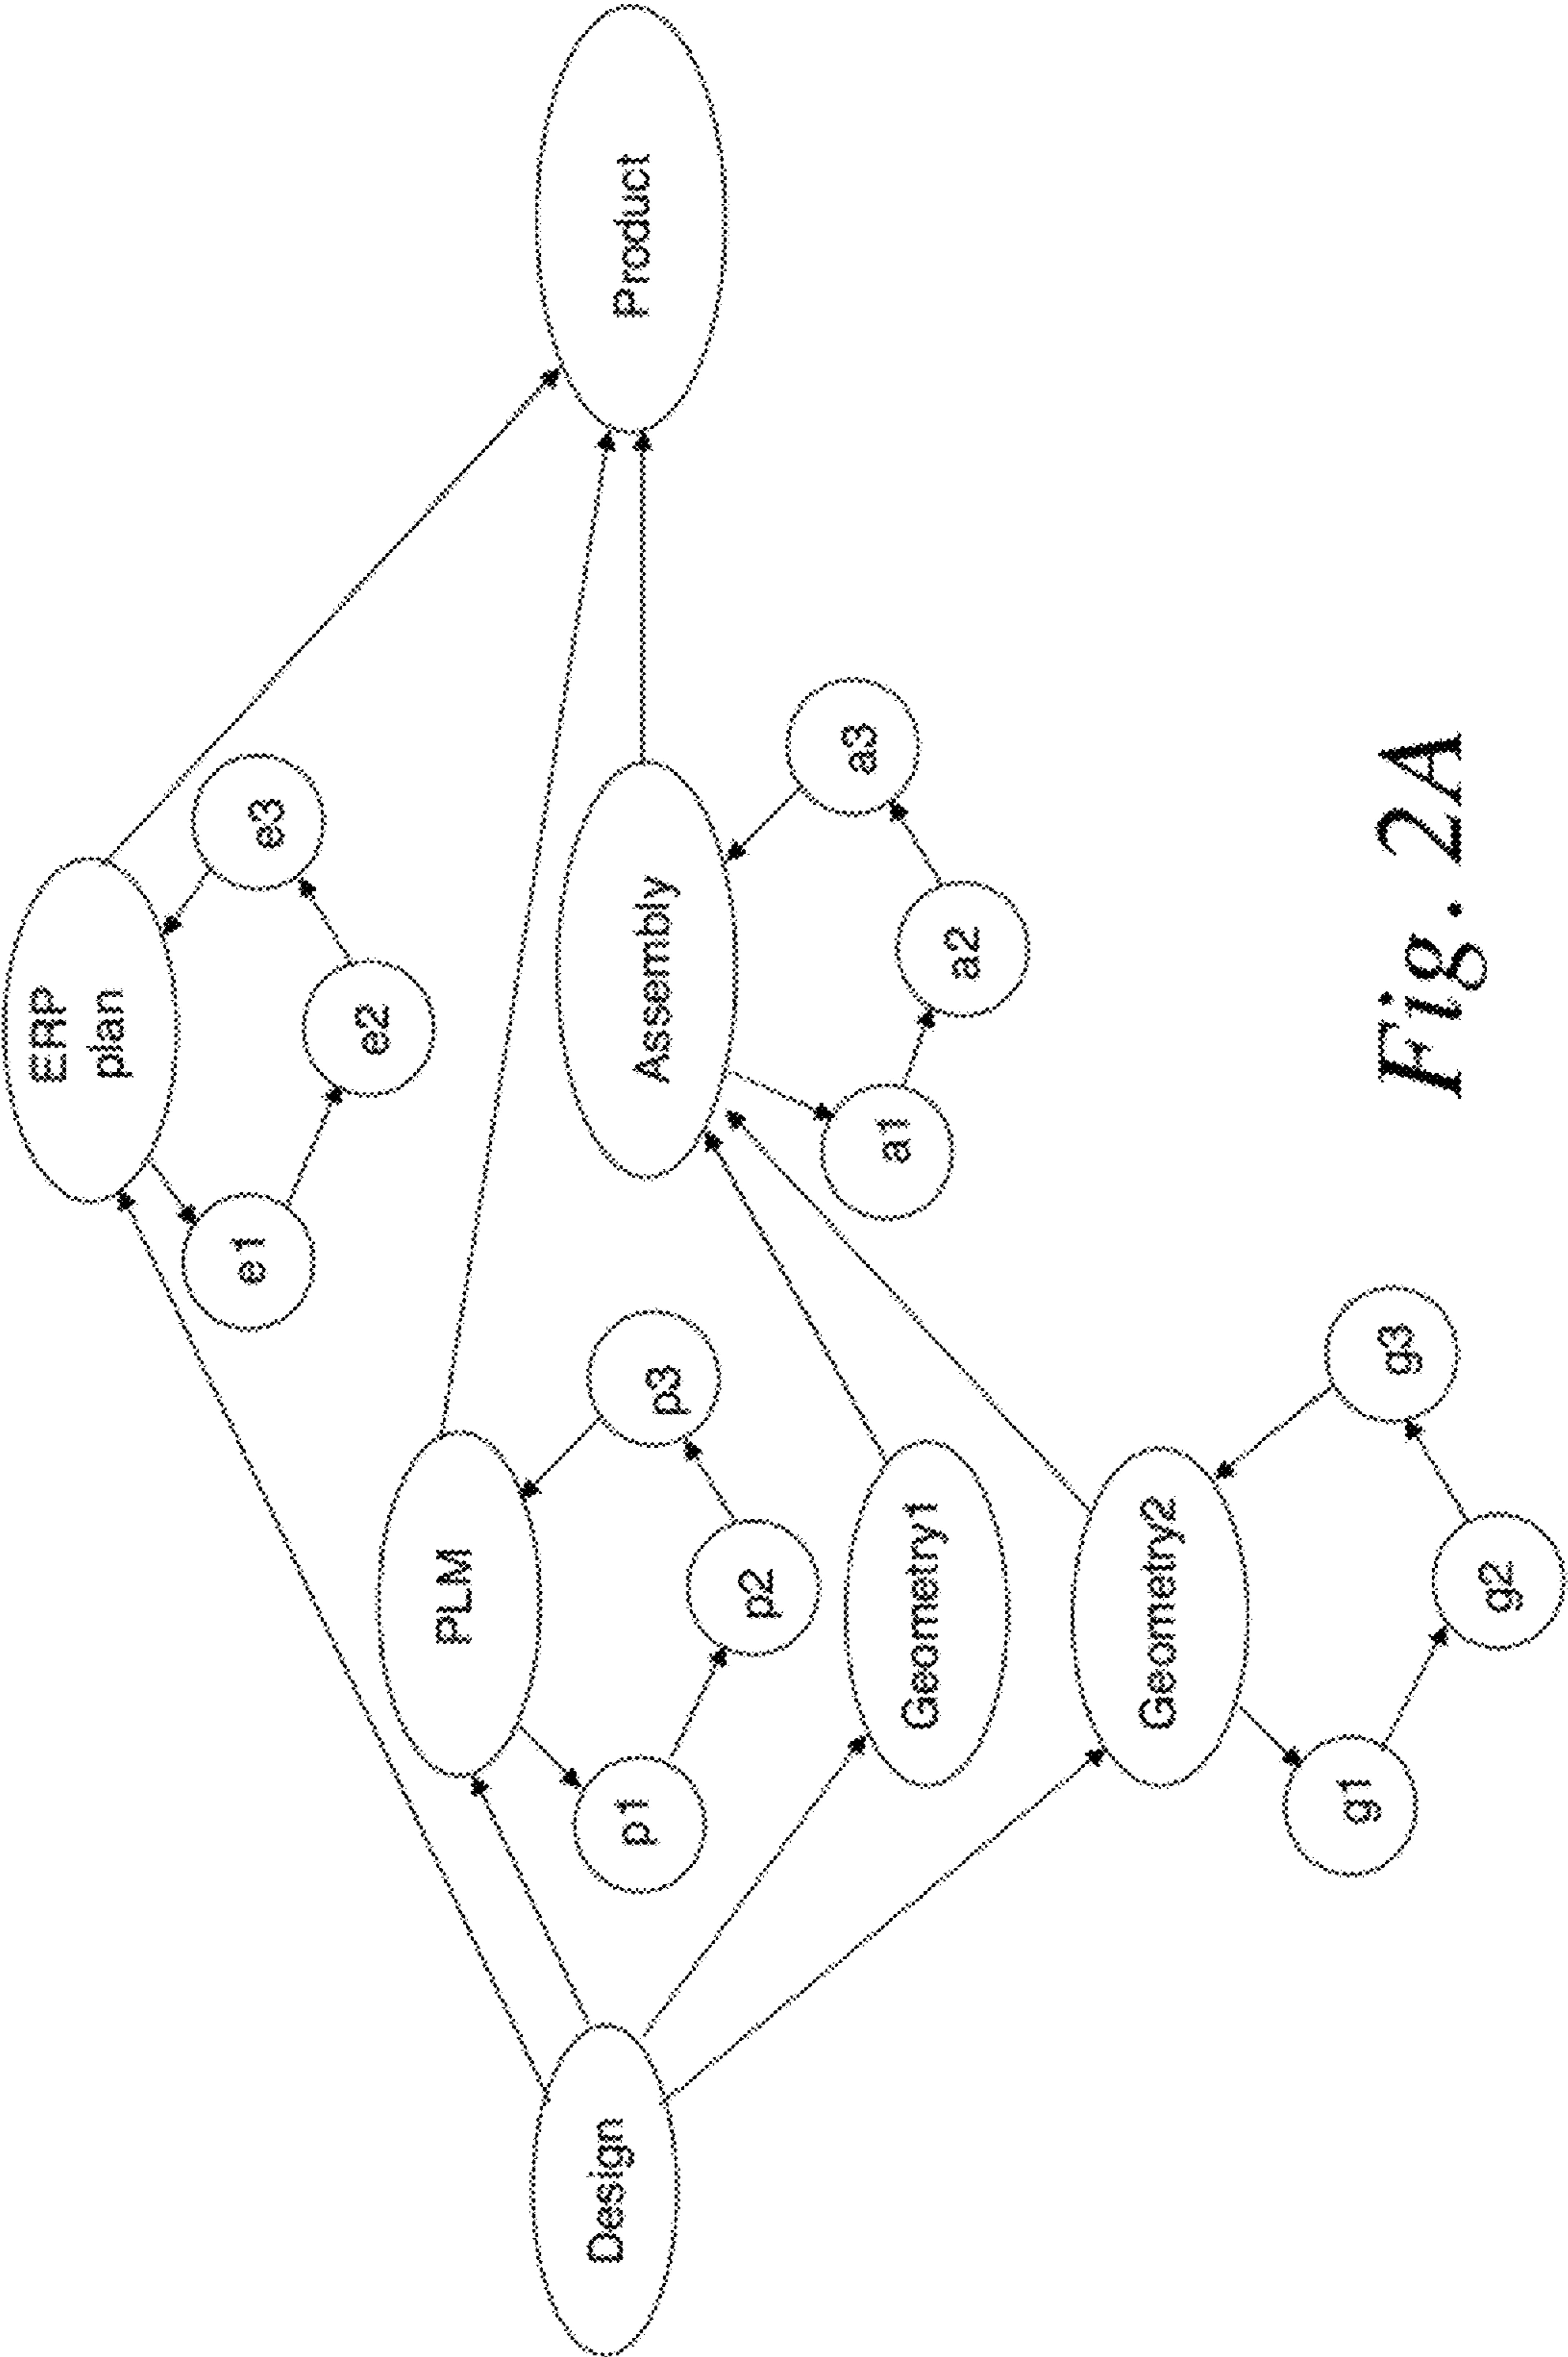 ERP
plan
e1
e2
e3
PLM
p1
p2
p3
Design
Product
Assembly
a1
a2
a3
Geometry1
Geometry2
g1
g2
g3
Fig. 2A